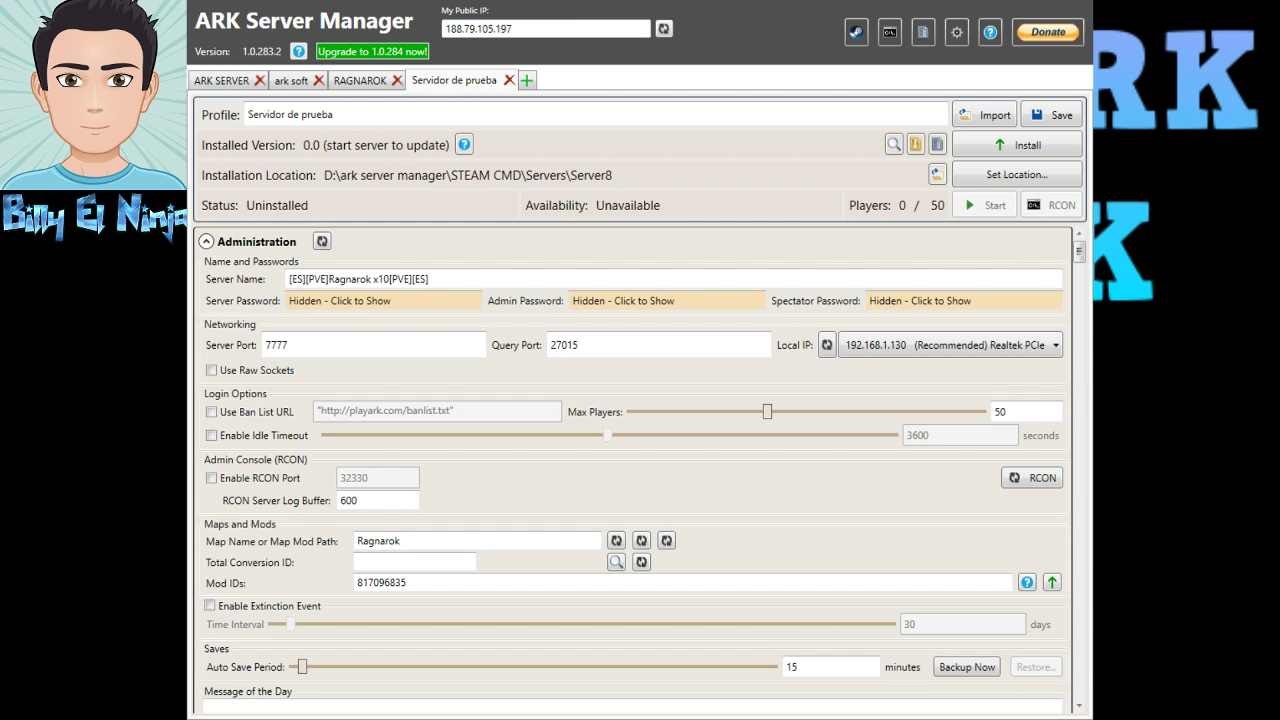 ARK Server Manager
My Public IP:
188.79.105.197
Version: 1.0.283.2 ? Upgrade to 1.0.284 now!
Donate
ARK SERVER ark soft RAGNAROK Servidor de prueba
Profile: Servidor de prueba Import Save
Installed Version: 0.0 (start server to update) ? Install
Installation Location: D:\ark server manager\STEAM CMD\Servers\Server8 Set Location...
Status: Uninstalled Availability: Unavailable Players: 0 / 50 Start RCON
Billy El Ninja
RK
K
Administration
Name and Passwords
Server Name: [ES][PVE]Ragnarok x10[PVE][ES]
Server Password: Hidden - Click to Show Admin Password: Hidden - Click to Show Spectator Password: Hidden - Click to Show
Networking
Server Port: 7777 Query Port: 27015 Local IP: 192.168.1.130 (Recommended) Realtek PCIe
Use Raw Sockets
Login Options
Use Ban List URL "http://playark.com/banlist.txt" Max Players: 50
Enable Idle Timeout 3600 seconds
Admin Console (RCON)
Enable RCON Port 32330 RCON
RCON Server Log Buffer: 600
Maps and Mods
Map Name or Map Mod Path: Ragnarok
Total Conversion ID:
Mod IDs: 817096835 ?
Enable Extinction Event
Time Interval 30 days
Saves
Auto Save Period: 15 minutes Backup Now Restore...
Message of the Day